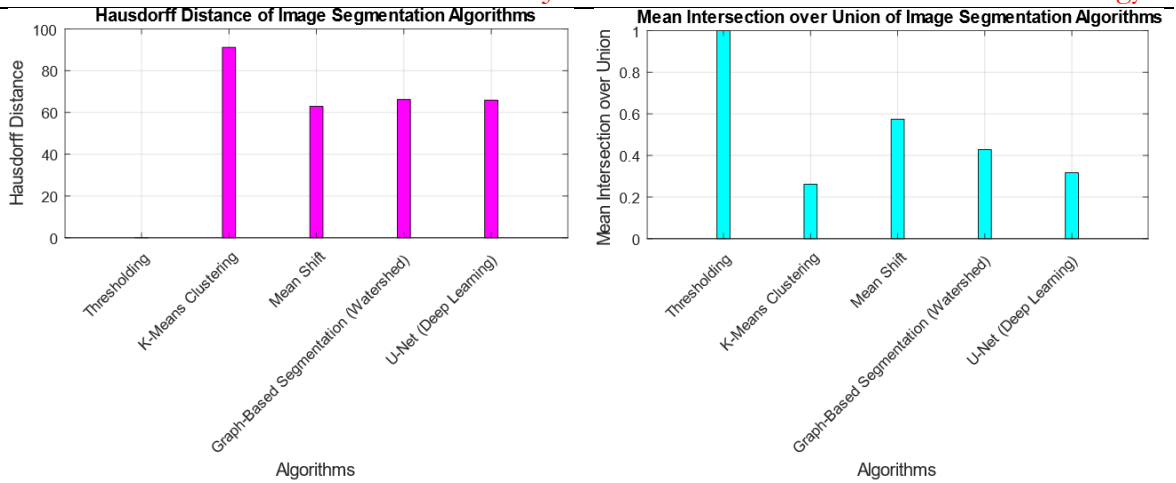 Hausdorff Distance of Image Segmentation Algorithms
Hausdorff Distance
100
80
60
40
20
0
Thresholding
K-Means Clustering
Mean Shift
Graph-Based Segmentation (Watershed)
U-Net (Deep Learning)
Algorithms
Mean Intersection over Union of Image Segmentation Algorithms
Mean Intersection over Union
1
0.8
0.6
0.4
0.2
0
Thresholding
K-Means Clustering
Mean Shift
Graph-Based Segmentation (Watershed)
U-Net (Deep Learning)
Algorithms